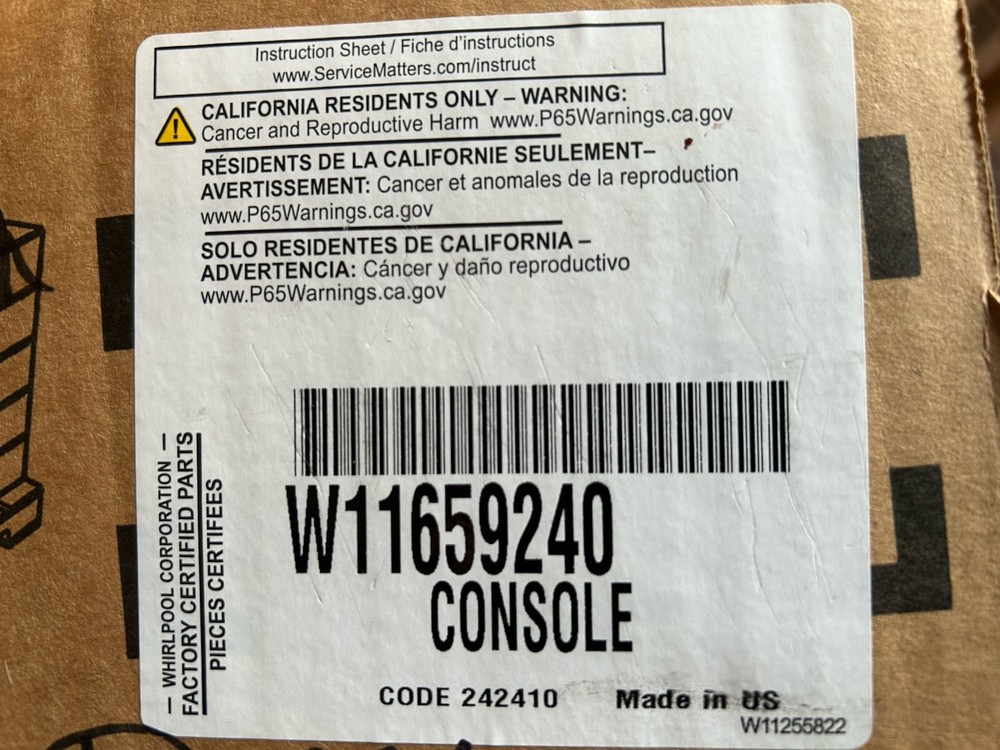 Instruction Sheet / Fiche d'instructions
www.ServiceMatters.com/instruct
CALIFORNIA RESIDENTS ONLY – WARNING:
Cancer and Reproductive Harm www.P65Warnings.ca.gov
RÉSIDENTS DE LA CALIFORNIE SEULEMENT–
AVERTISSEMENT: Cancer et anomales de la reproduction
www.P65Warnings.ca.gov
SOLO RESIDENTES DE CALIFORNIA –
ADVERTENCIA: Cáncer y daño reproductivo
www.P65Warnings.ca.gov
— WHIRLPOOL CORPORATION —
FACTORY CERTIFIED PARTS
PIECES CERTIFEES
W11659240
CONSOLE
CODE 242410 Made in US
W11255822